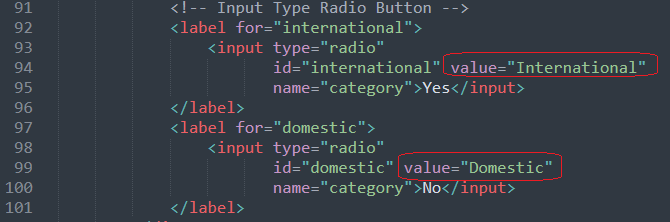 91 <!-- Input Type Radio Button -->
92 <label for="international">
93 <input type="radio"
94 id="international" value="International"
95 name="category">Yes</input>
96 </label>
97 <label for="domestic">
98 <input type="radio"
99 id="domestic" value="Domestic"
100 name="category">No</input>
101 </label>